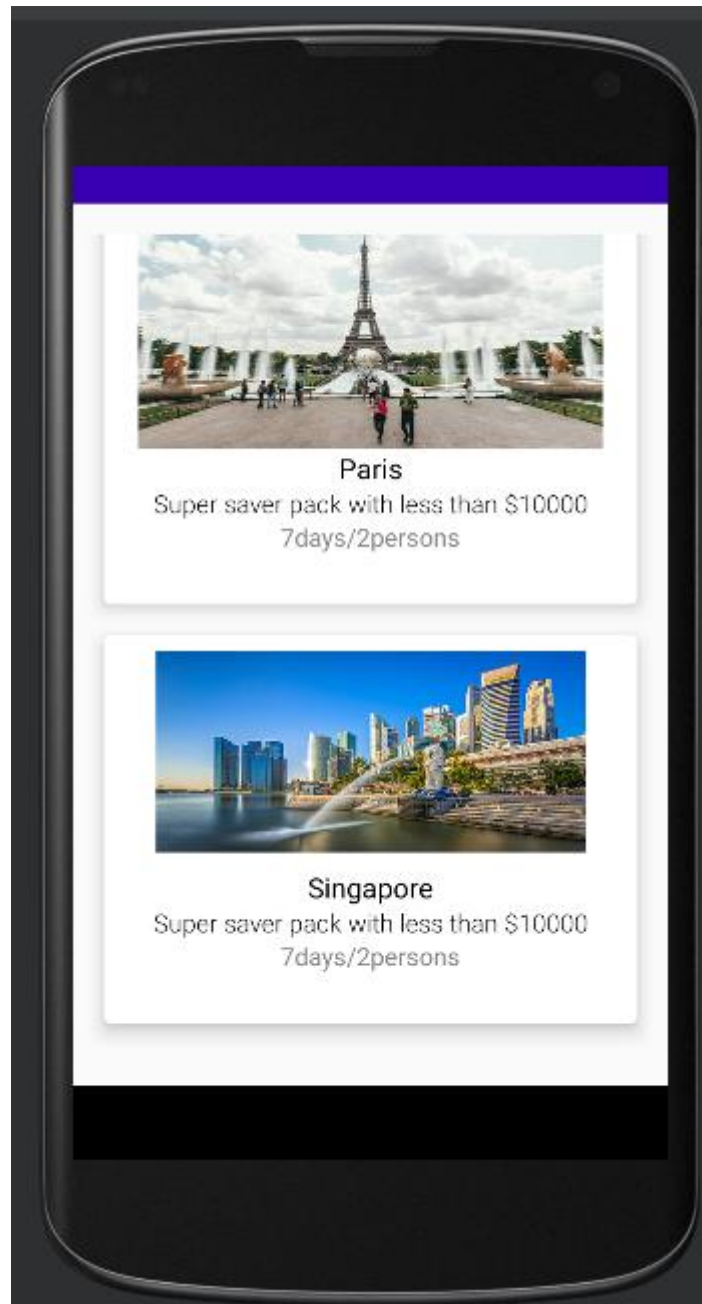 Paris
Super saver pack with less than $10000
7days/2persons
Singapore
Super saver pack with less than $10000
7days/2persons